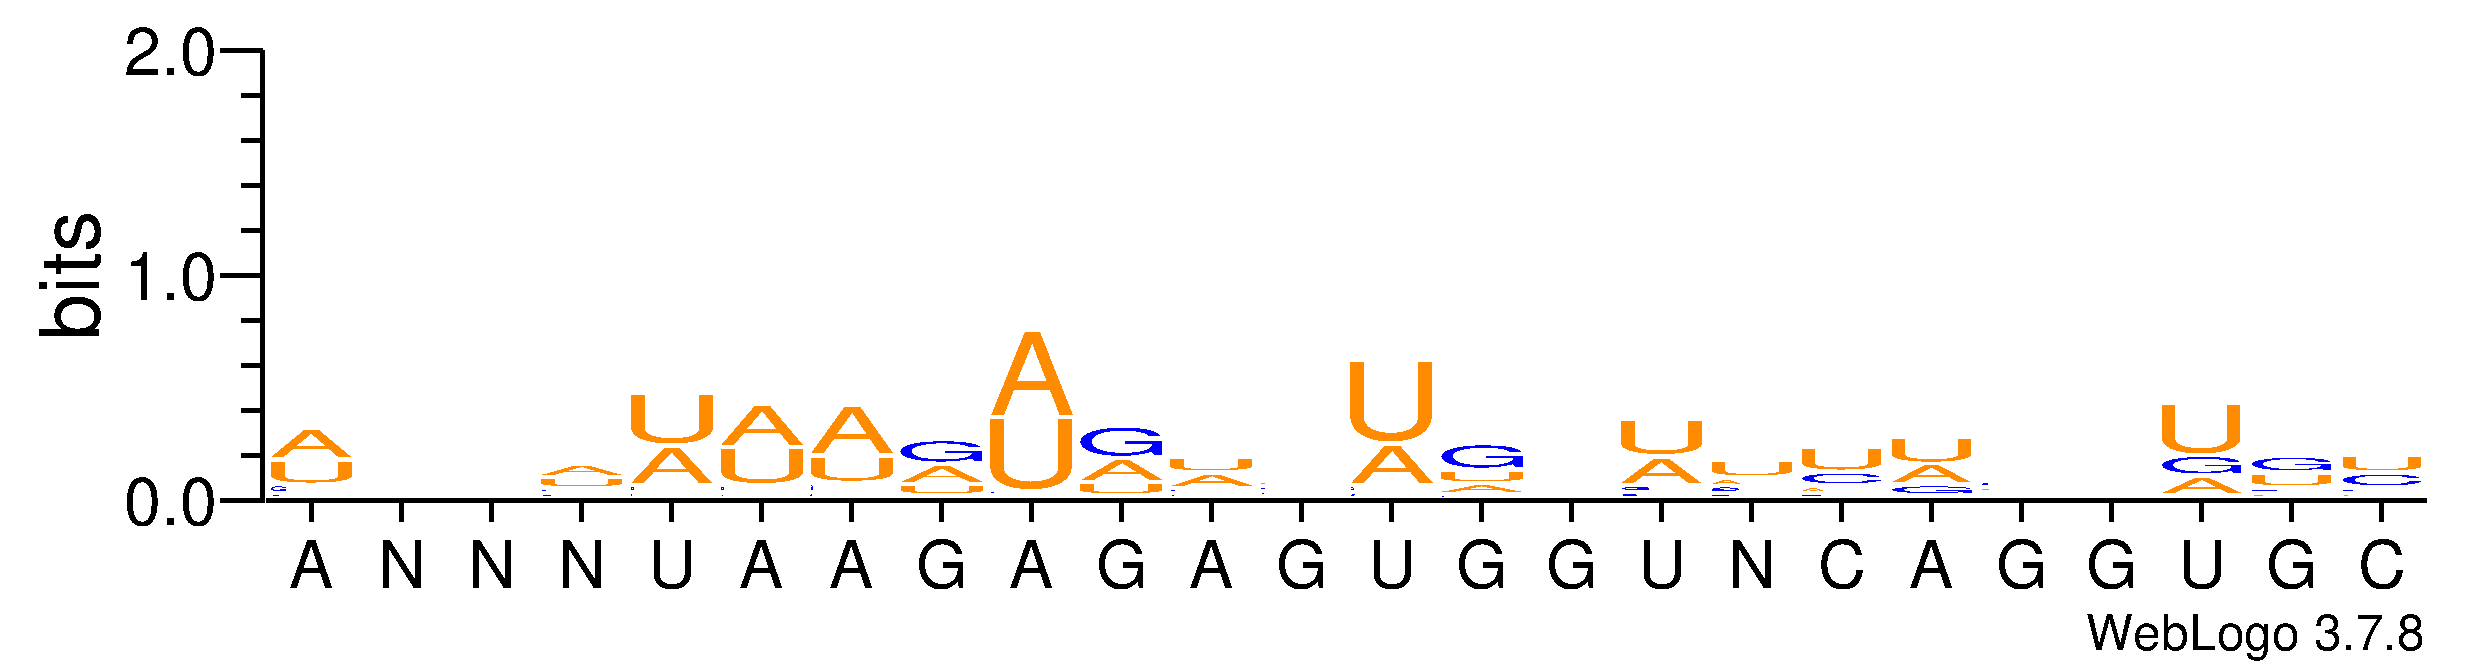 2.0
1.0
0.0
bits
A U G
A U
U A
A U
A U
G A U
A U
G A U
U A
U A
G U A
U A
U
U C
U A G
U G A
G U
U C
A N N N U A A G A G A G U G G U N C A G G U G C
WebLogo 3.7.8